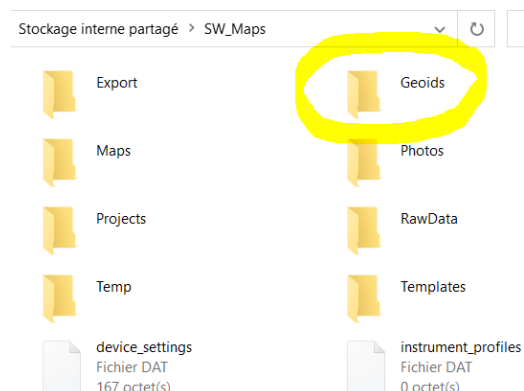 Stockage interne partagé > SW_Maps
Export
Geoids
Maps
Photos
Projects
RawData
Temp
Templates
device_settings
Fichier DAT
167 octet(s)
instrument_profiles
Fichier DAT
0 octet(s)